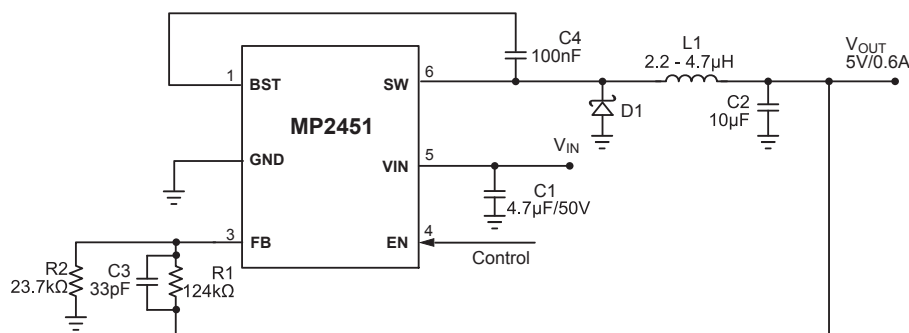 C4
100nF
L1
2.2 - 4.7µH
VOUT
5V/0.6A
1
BST
SW
6
D1
C2
10µF
MP2451
GND
VIN
5
VIN
C1
4.7µF/50V
3
FB
EN
4
Control
R2
23.7kΩ
C3
33pF
R1
124kΩ